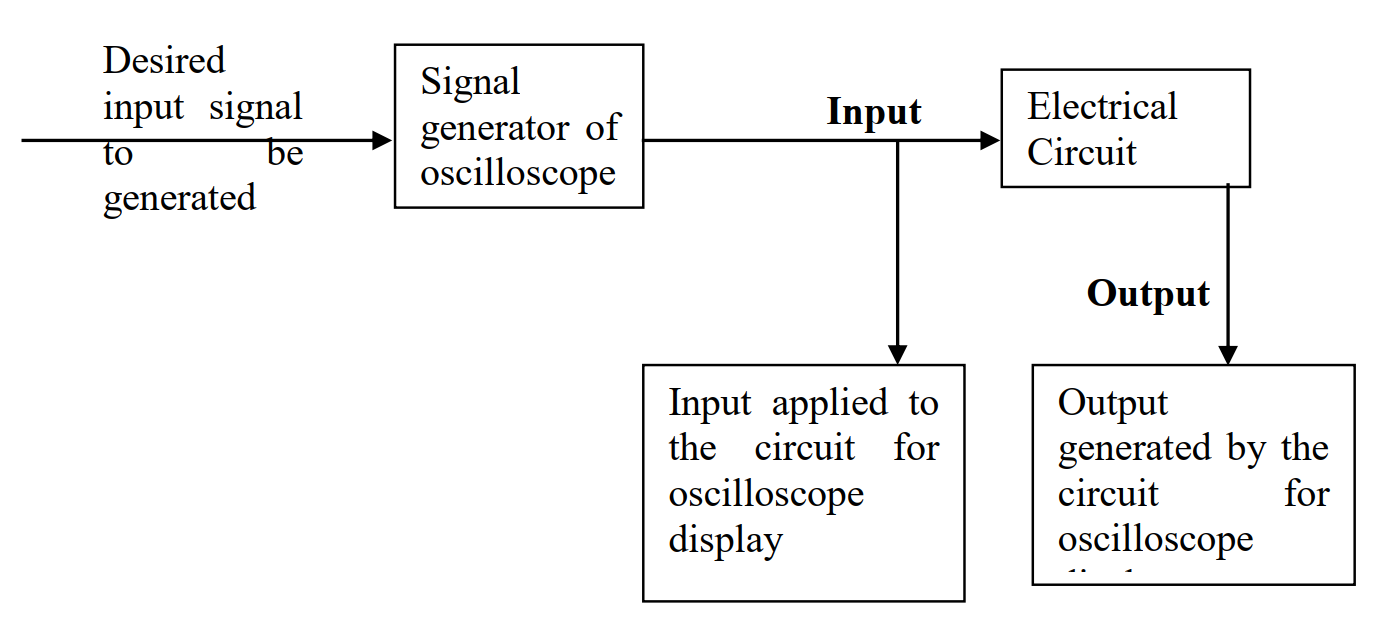 Desired
input signal
to be
generated
Signal
generator of
oscilloscope
Input
Electrical
Circuit
Output
Input applied to
the circuit for
oscilloscope
display
Output
generated by the
circuit for
oscilloscope